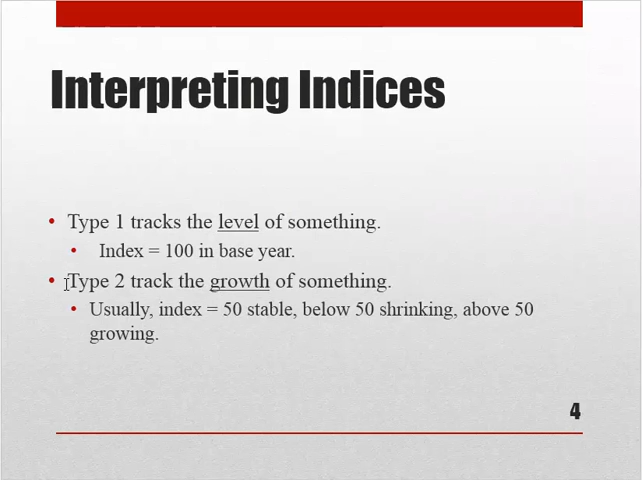 Interpreting Indices
• Type 1 tracks the level of something.
• Index = 100 in base year.
• Type 2 track the growth of something.
• Usually, index = 50 stable, below 50 shrinking, above 50
growing.
4